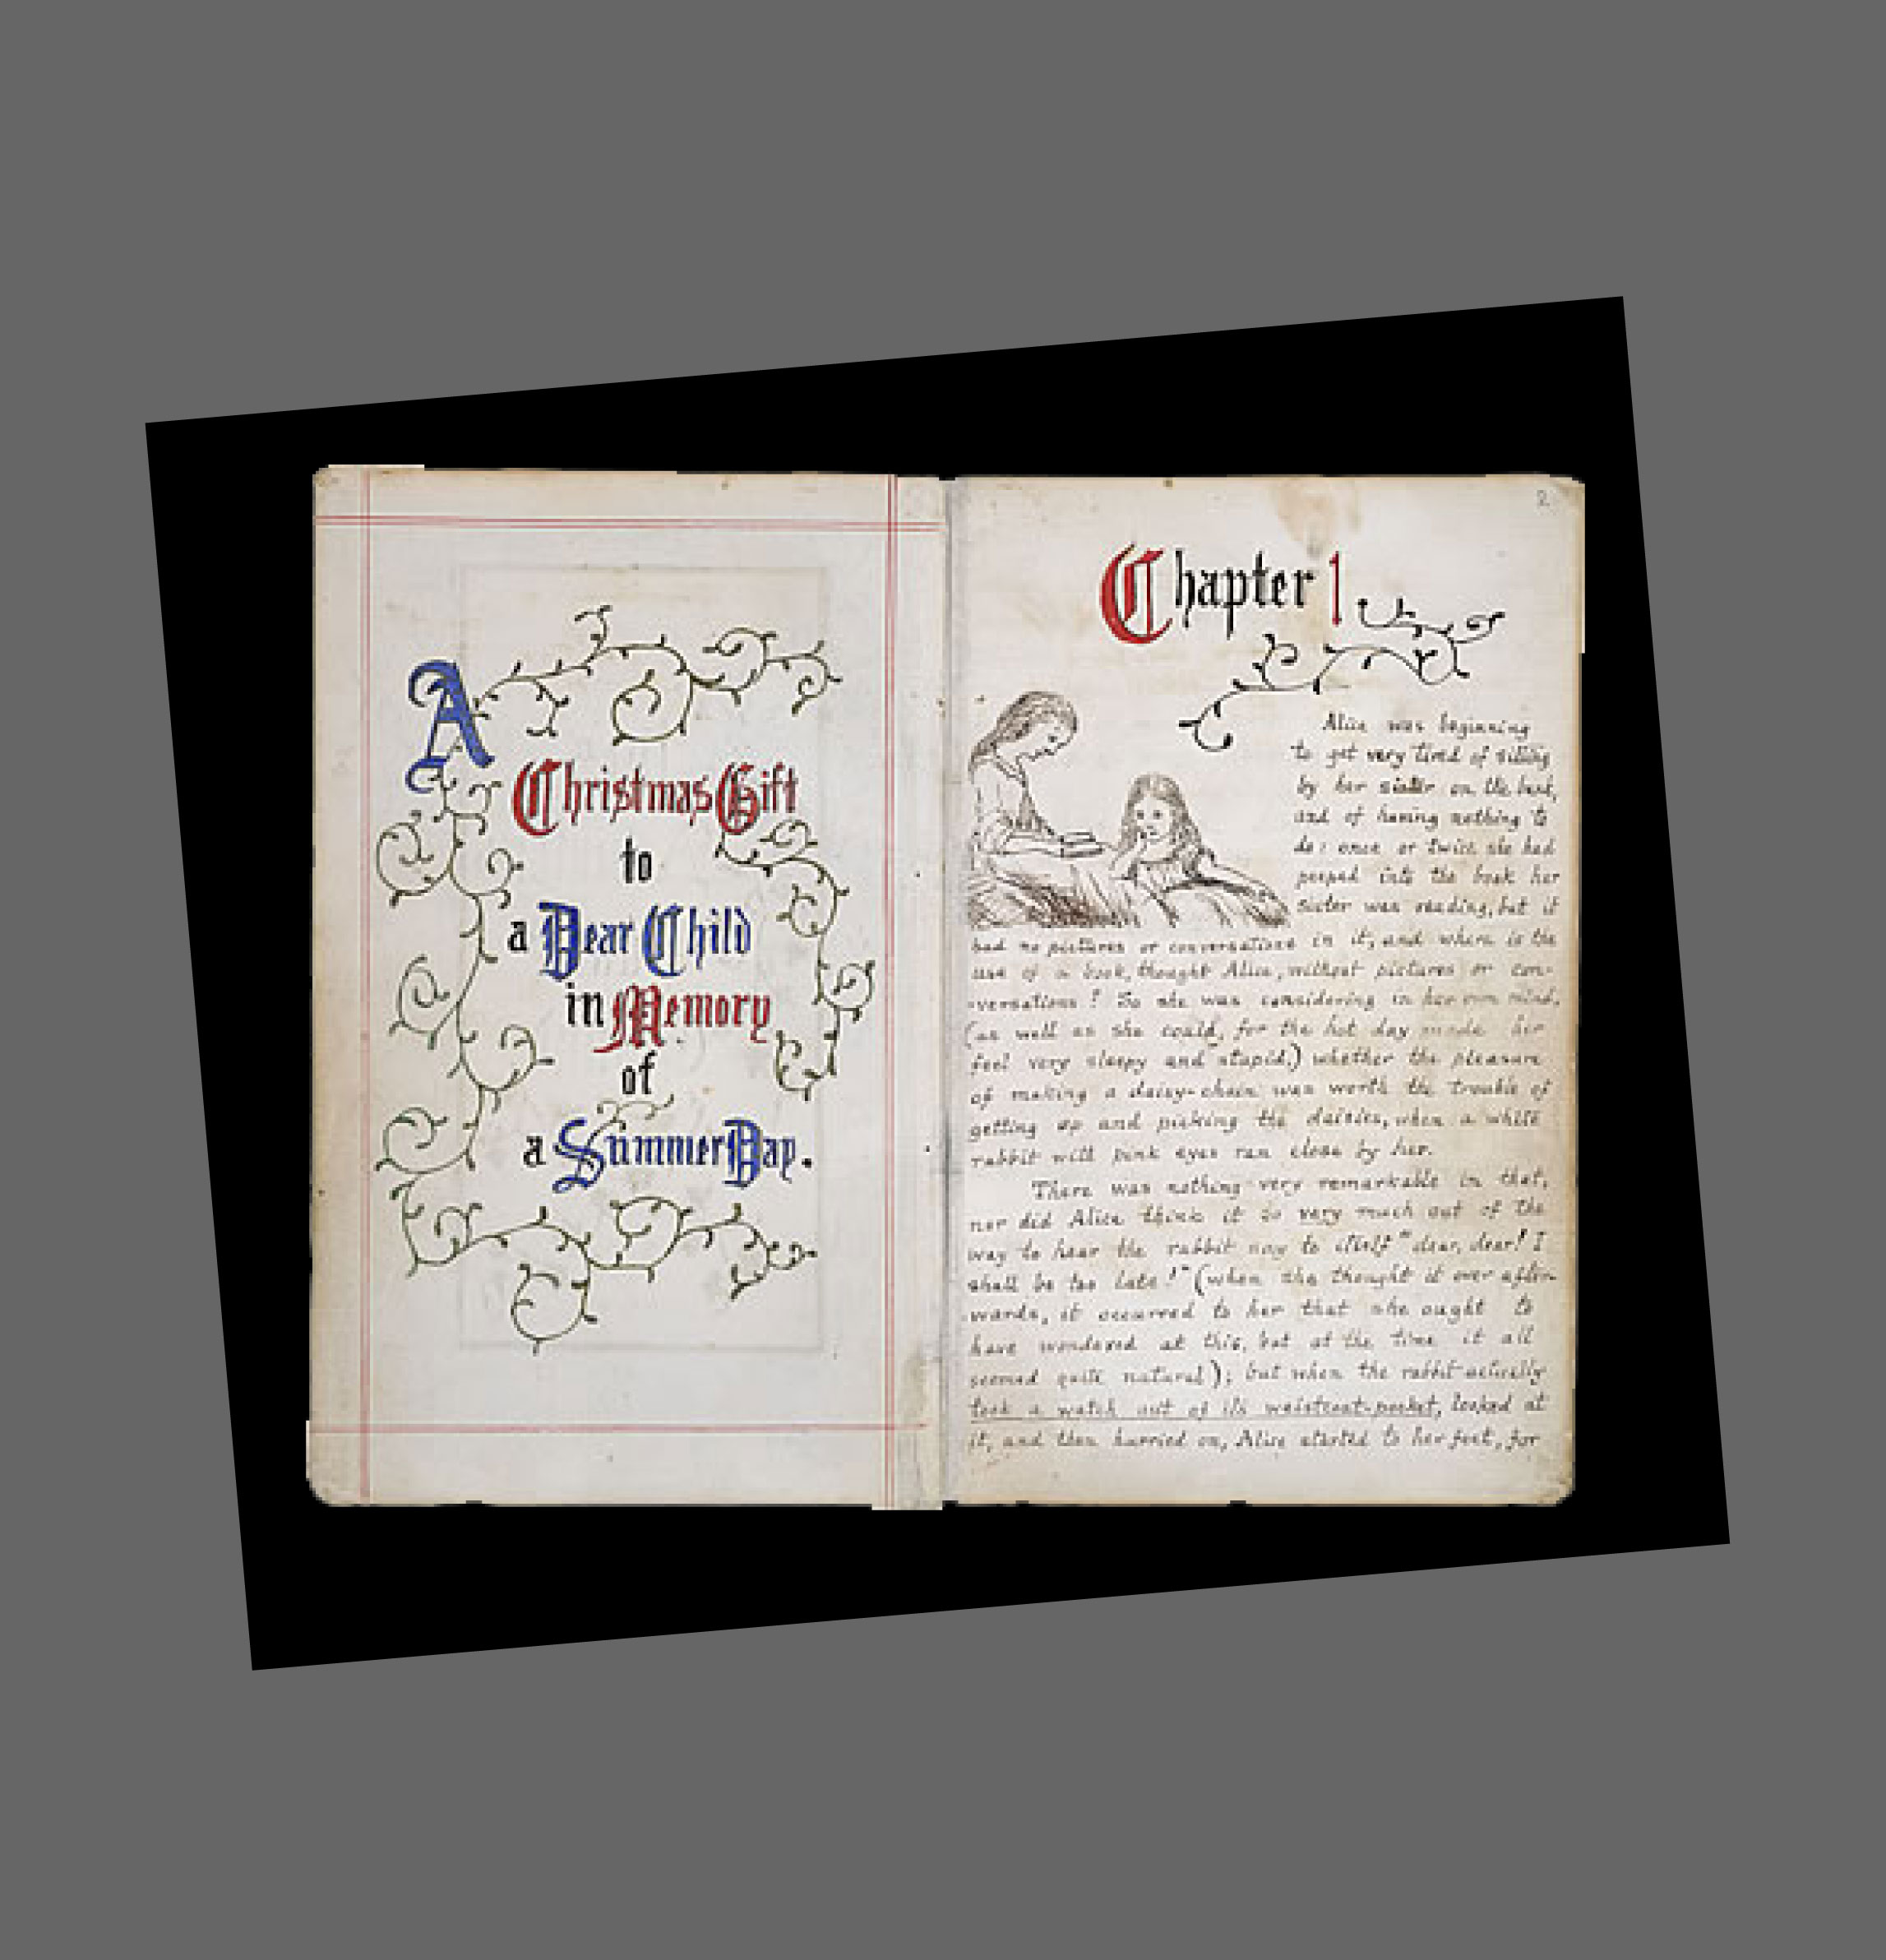 A
Christmas Gift
to
a Dear Child
in Memory
of
a Summer Day.
2
Chapter 1
Alice was beginning
to get very tired of sitting
by her sister on the bank,
and of having nothing to
do: once or twice she had
peeped into the book her
sister was reading, but it
had no pictures or conversations in it, and where is the
use of a book, thought Alice, without pictures or con-
-versations? So she was considering in her own mind,
(as well as she could, for the hot day made her
feel very sleepy and stupid,) whether the pleasure
of making a daisy-chain was worth the trouble of
getting up and picking the daisies, when a white
rabbit with pink eyes ran close by her.
There was nothing very remarkable in that,
nor did Alice think it so very much out of the
way to hear the rabbit say to itself "dear, dear! I
shall be too late!" (when she thought it over after-
-wards, it occurred to her that she ought to
have wondered at this, but at the time it all
seemed quite natural); but when the rabbit actually
took a watch out of its waistcoat-pocket, looked at
it, and then hurried on, Alice started to her feet, for